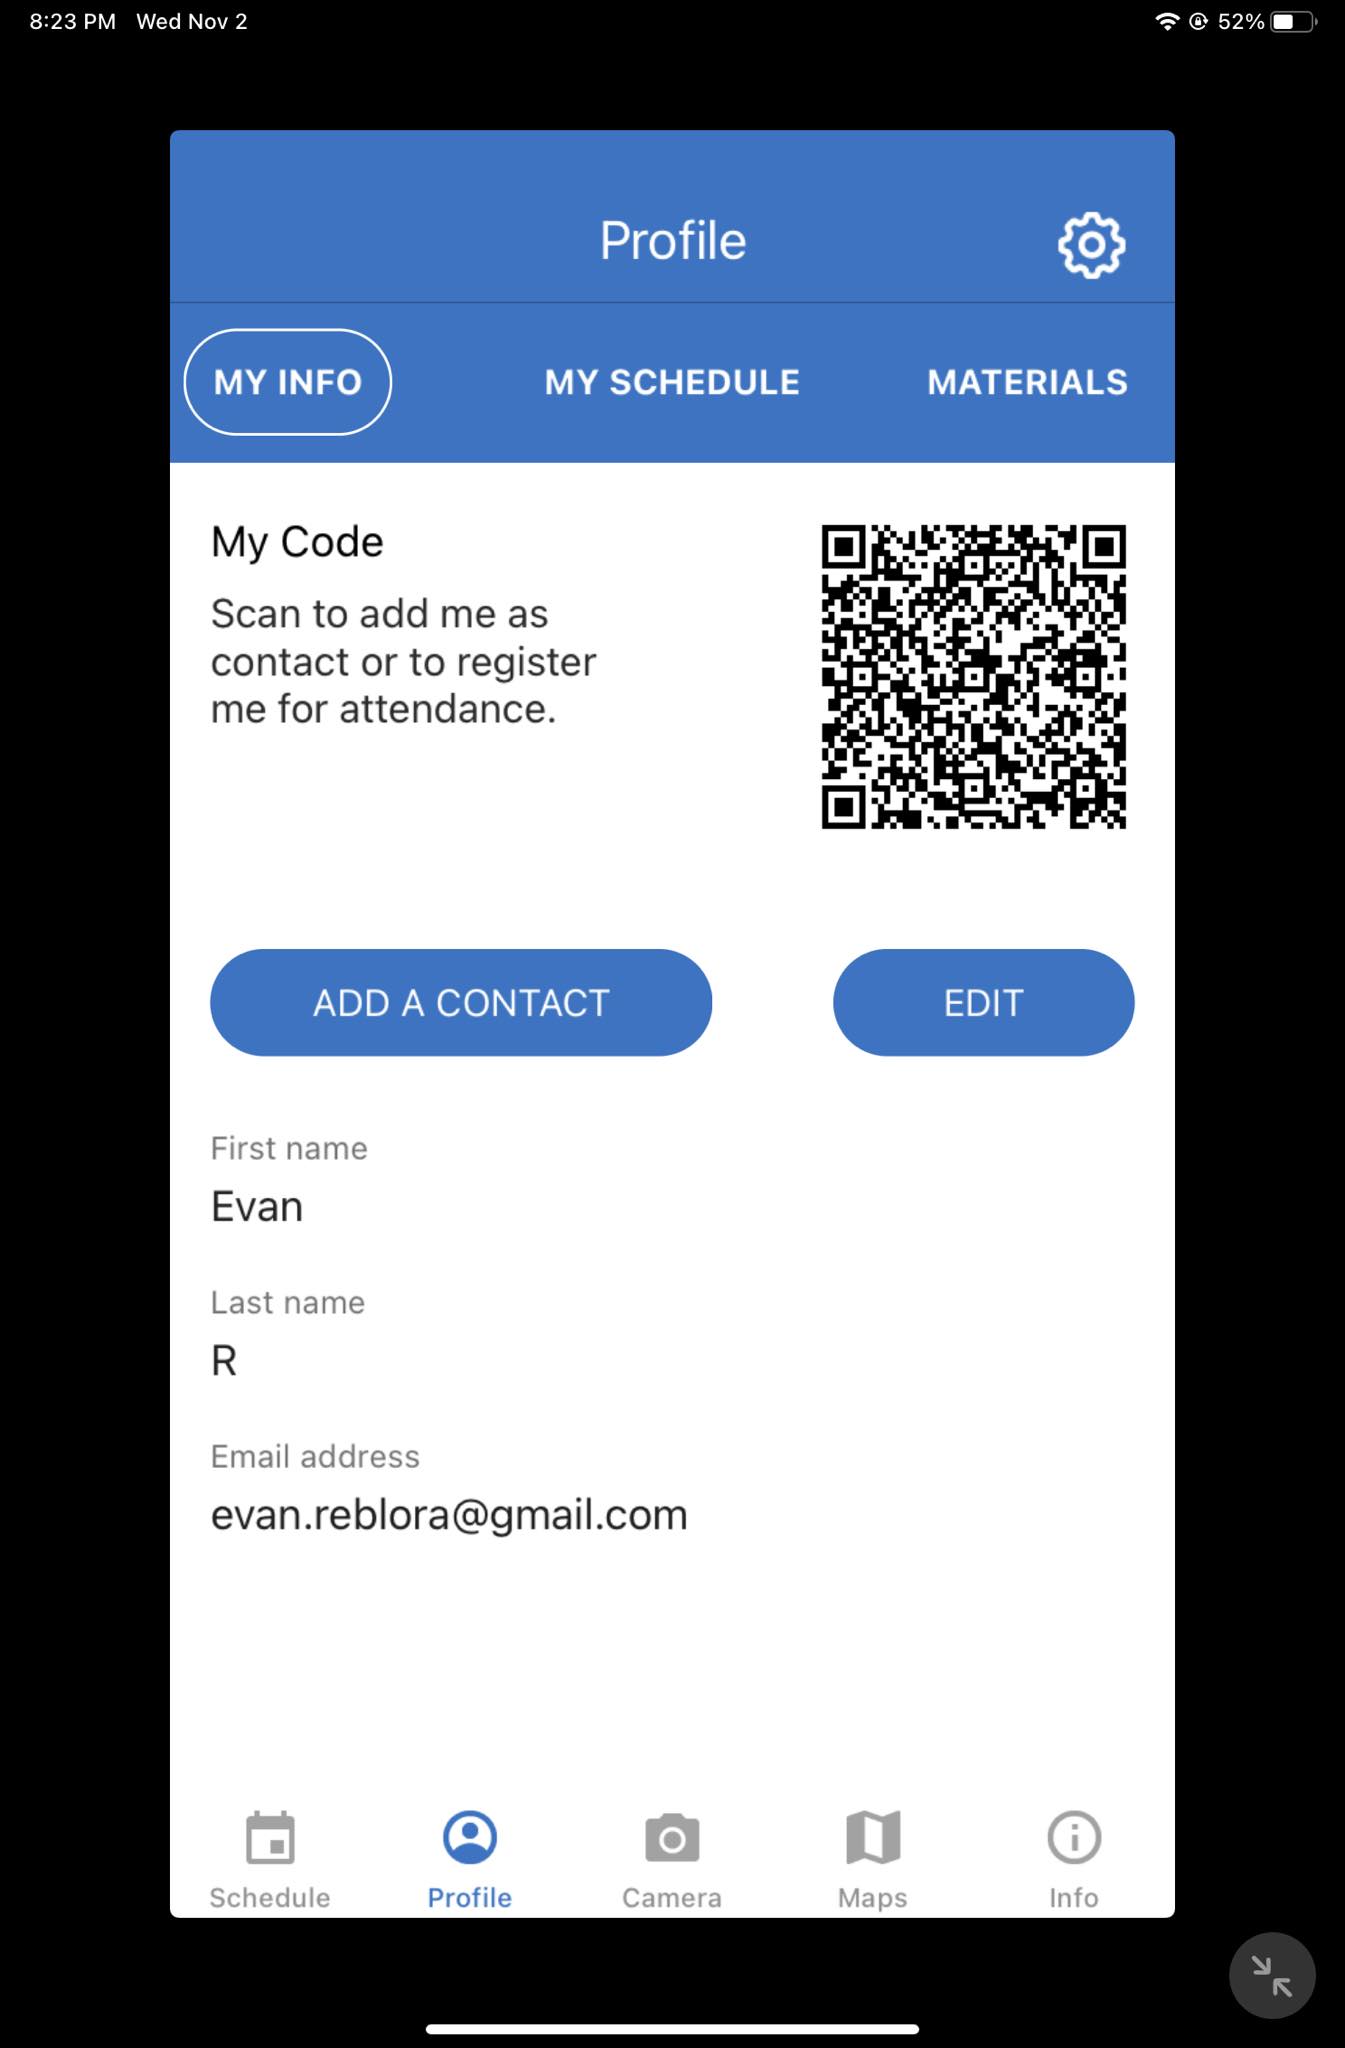 8:23 PM Wed Nov 2 52%
Profile
MY INFO MY SCHEDULE MATERIALS
My Code
Scan to add me as
contact or to register
me for attendance.
ADD A CONTACT EDIT
First name
Evan
Last name
R
Email address
evan.reblora@gmail.com
Schedule Profile Camera Maps Info